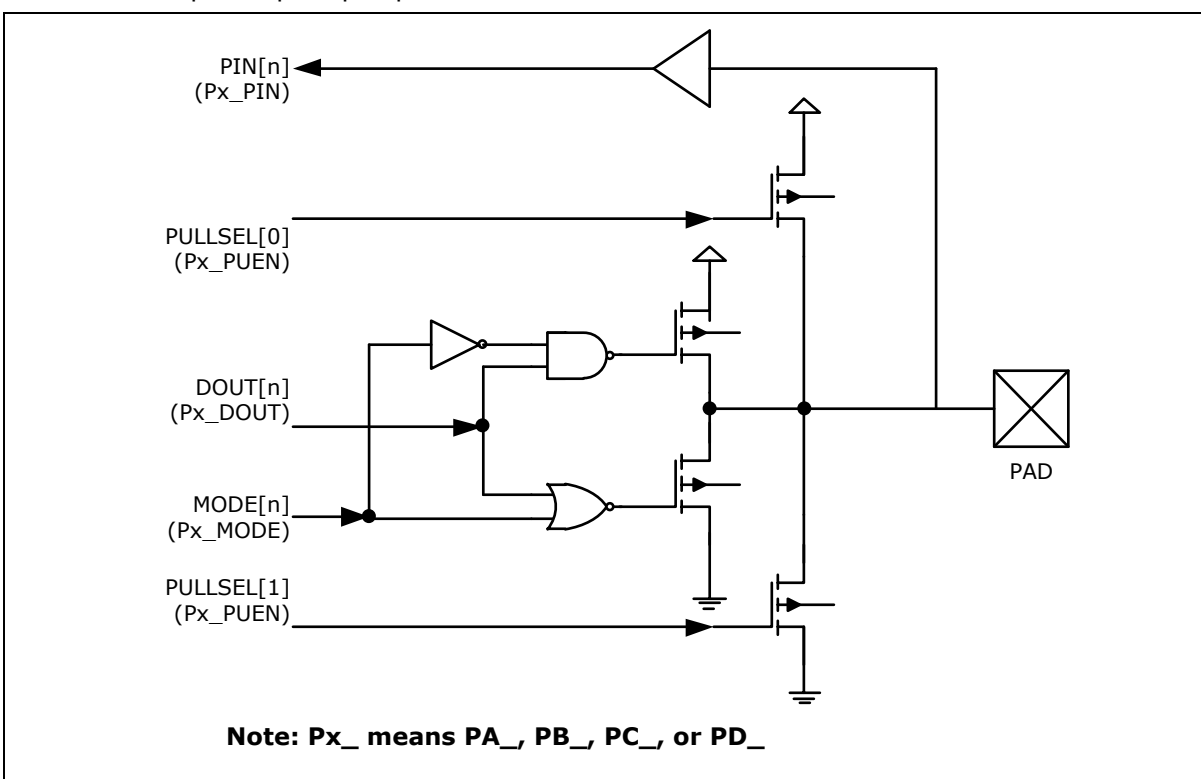 PIN[n]
(Px_PIN)
PULLSEL[0]
(Px_PUEN)
DOUT[n]
(Px_DOUT)
MODE[n]
(Px_MODE)
PULLSEL[1]
(Px_PUEN)
PAD
Note: Px_ means PA_, PB_, PC_, or PD_